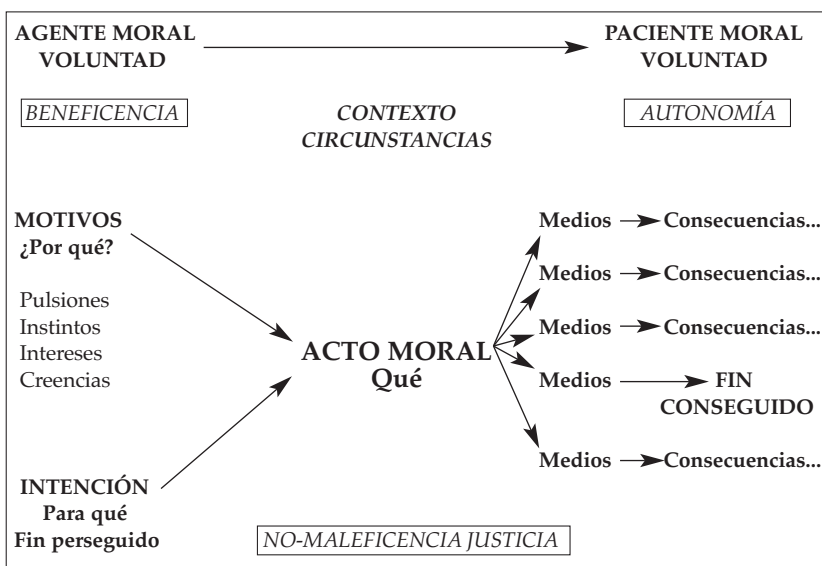 AGENTE MORAL
VOLUNTAD
PACIENTE MORAL
VOLUNTAD
BENEFICENCIA
CONTEXTO
CIRCUNSTANCIAS
AUTONOMÍA
MOTIVOS
¿Por qué?
Pulsiones
Instintos
Intereses
Creencias
ACTO MORAL
Qué
Medios
Consecuencias...
Medios
Consecuencias...
Medios
Consecuencias...
Medios
FIN
CONSEGUIDO
Medios
Consecuencias...
INTENCIÓN
Para qué
Fin perseguido
NO-MALEFICENCIA JUSTICIA